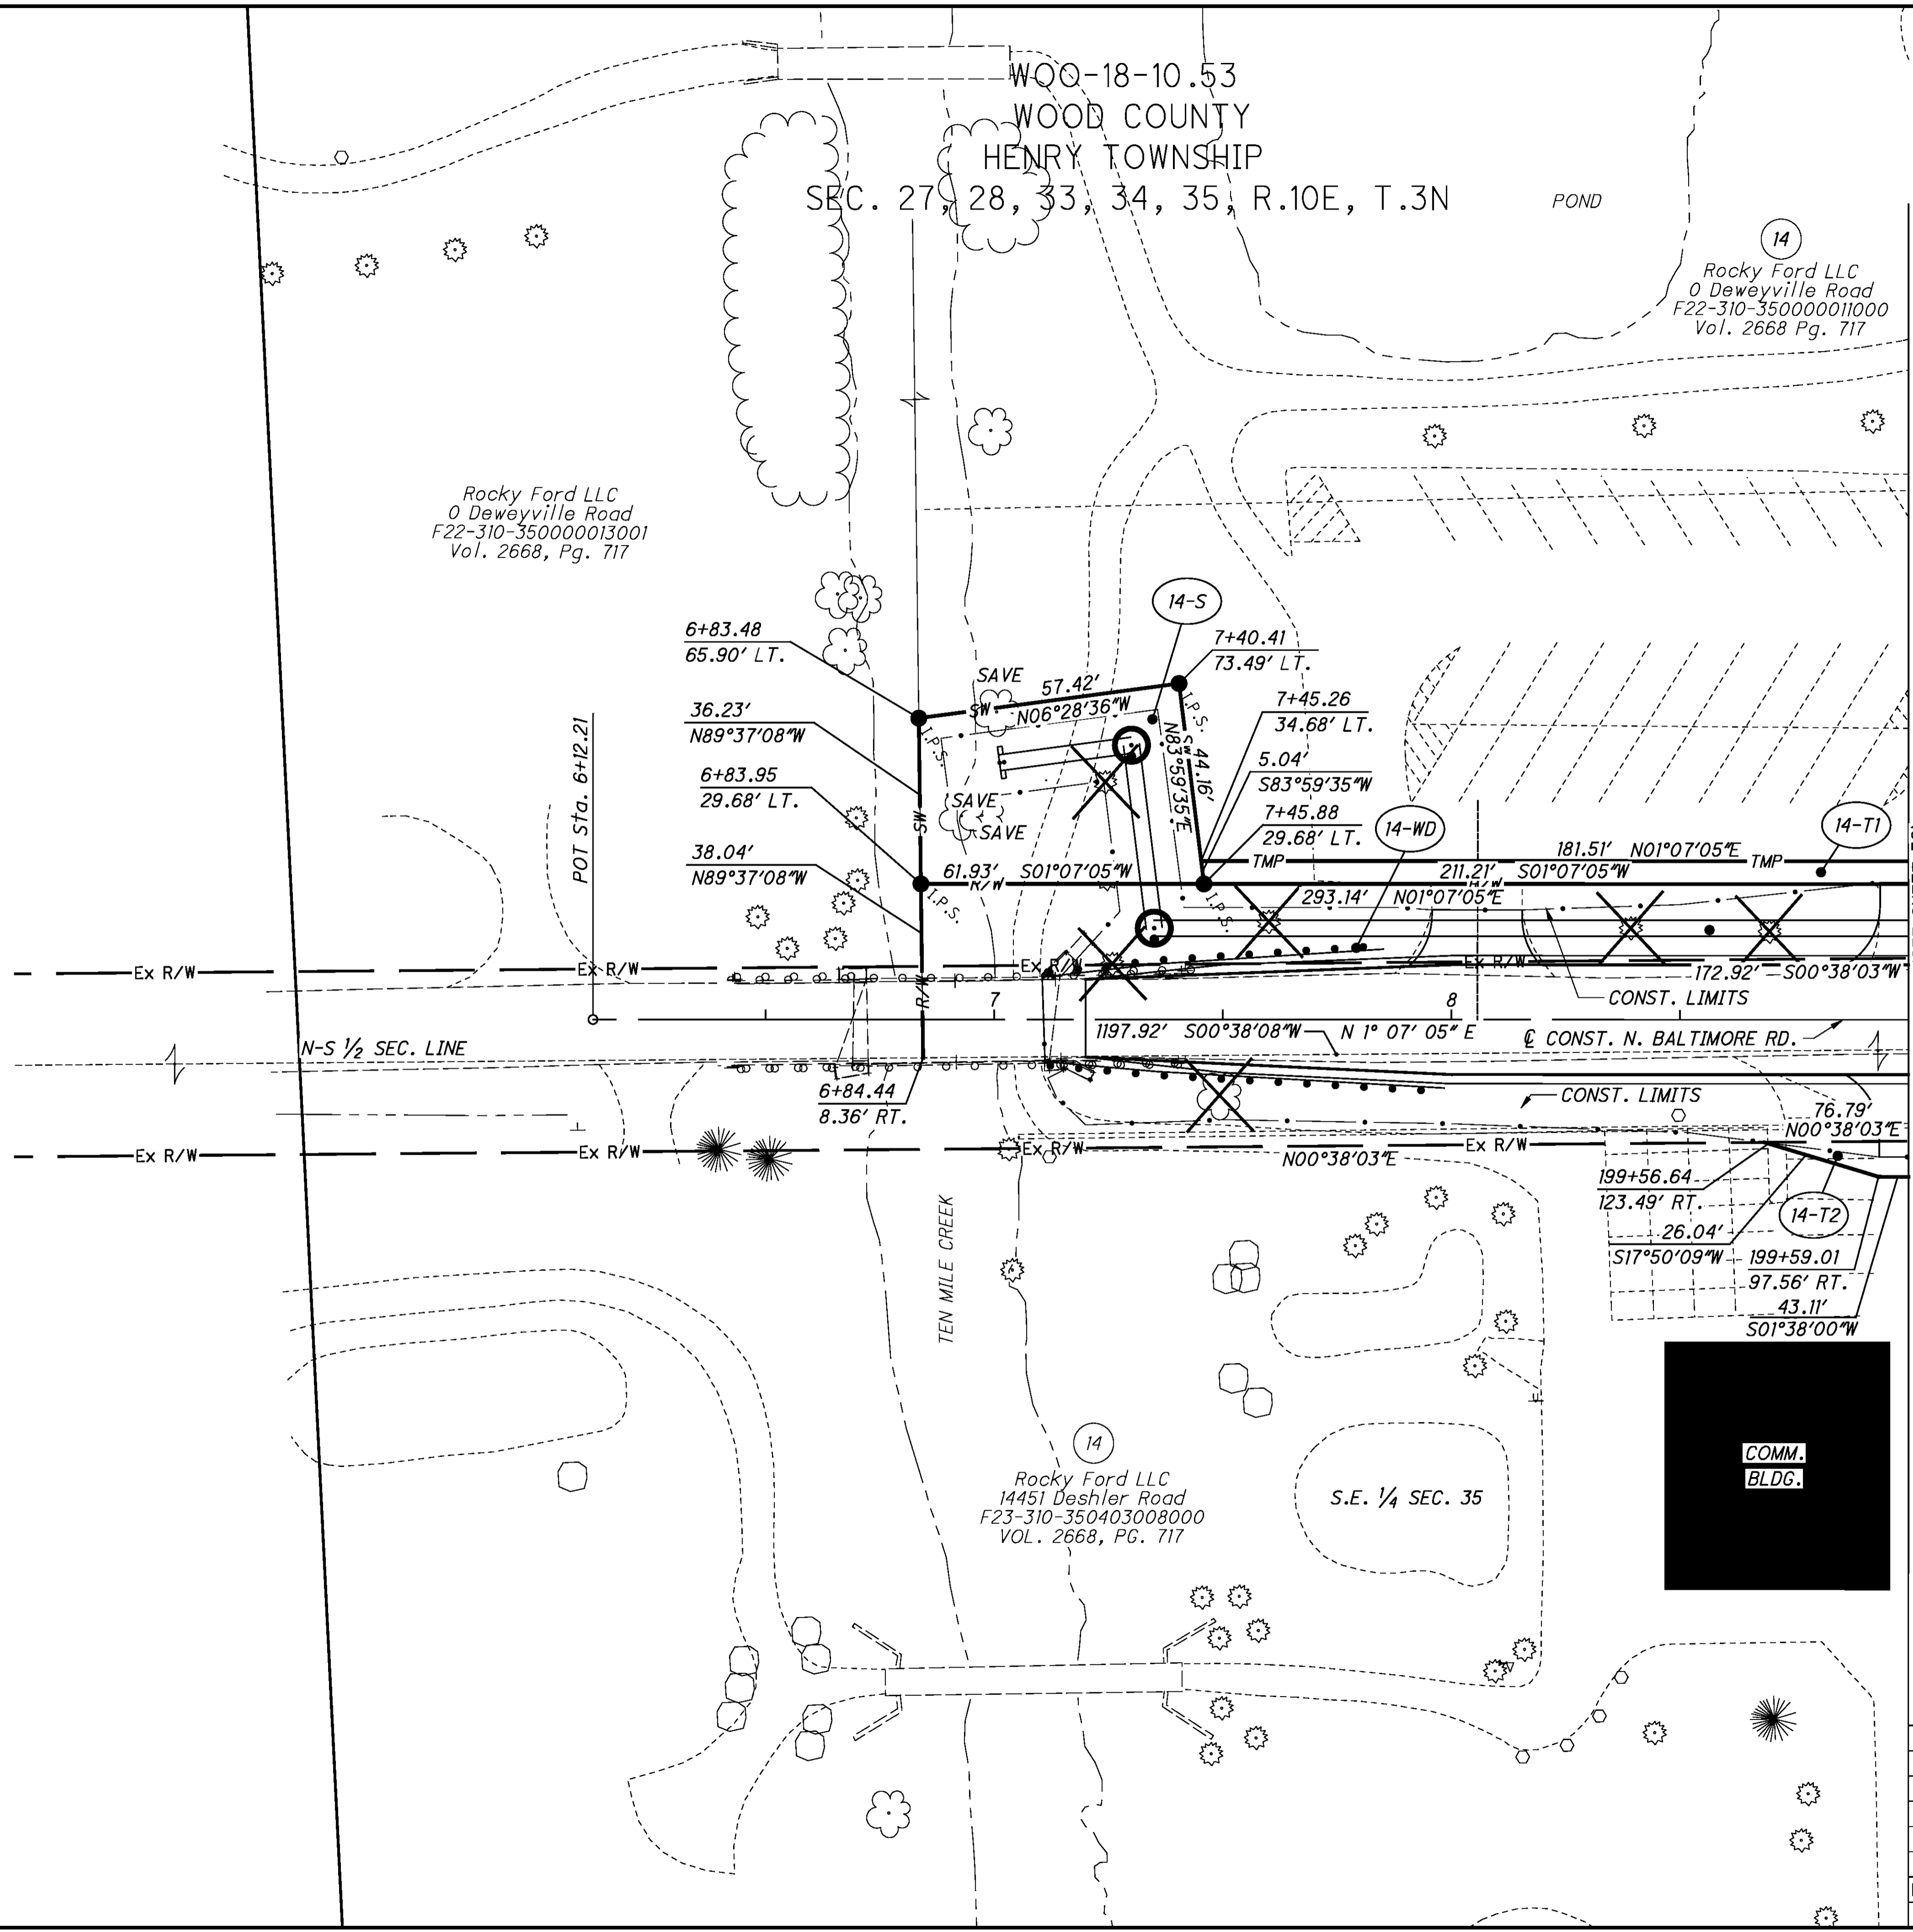 WOO-18-10.53
WOOD COUNTY
HENRY TOWNSHIP
SEC. 27, 28, 33, 34, 35, R.10E, T.3N
POND
14
Rocky Ford LLC
0 Deweyville Road
F22-310-350000011000
Vol. 2668 Pg. 717
Rocky Ford LLC
0 Deweyville Road
F22-310-350000013001
Vol. 2668, Pg. 717
14-S
6+83.48
65.90' LT.
7+40.41
73.49' LT.
SAVE
57.42'
SW
N06°28'36"W
I.P.S.
I.P.S.
36.23'
N89°37'08"W
7+45.26
34.68' LT.
SW
44.16'
N83°59'35"E
POT Sta. 6+12.21
6+83.95
29.68' LT.
5.04'
S83°59'35"W
SAVE
SAVE
SW
7+45.88
29.68' LT.
14-WD
14-T1
38.04'
N89°37'08"W
TMP
181.51' N01°07'05"E
TMP
61.93' S01°07'05"W
R/W
211.21' S01°07'05"W
R/W
I.P.S.
I.P.S.
293.14' N01°07'05"E
Ex R/W
Ex R/W
Ex R/W
Ex R/W
172.92' S00°38'03"W
R/W
7
8
CONST. LIMITS
1197.92' S00°38'08"W
N 1° 07' 05" E
℄ CONST. N. BALTIMORE RD.
N-S 1/2 SEC. LINE
6+84.44
8.36' RT.
CONST. LIMITS
76.79'
N00°38'03"E
Ex R/W
Ex R/W
Ex R/W
Ex R/W
N00°38'03"E
199+56.64
123.49' RT.
14-T2
26.04'
S17°50'09"W
199+59.01
97.56' RT.
43.11'
S01°38'00"W
TEN MILE CREEK
COMM.
BLDG.
14
Rocky Ford LLC
14451 Deshler Road
F23-310-350403008000
VOL. 2668, PG. 717
S.E. 1/4 SEC. 35